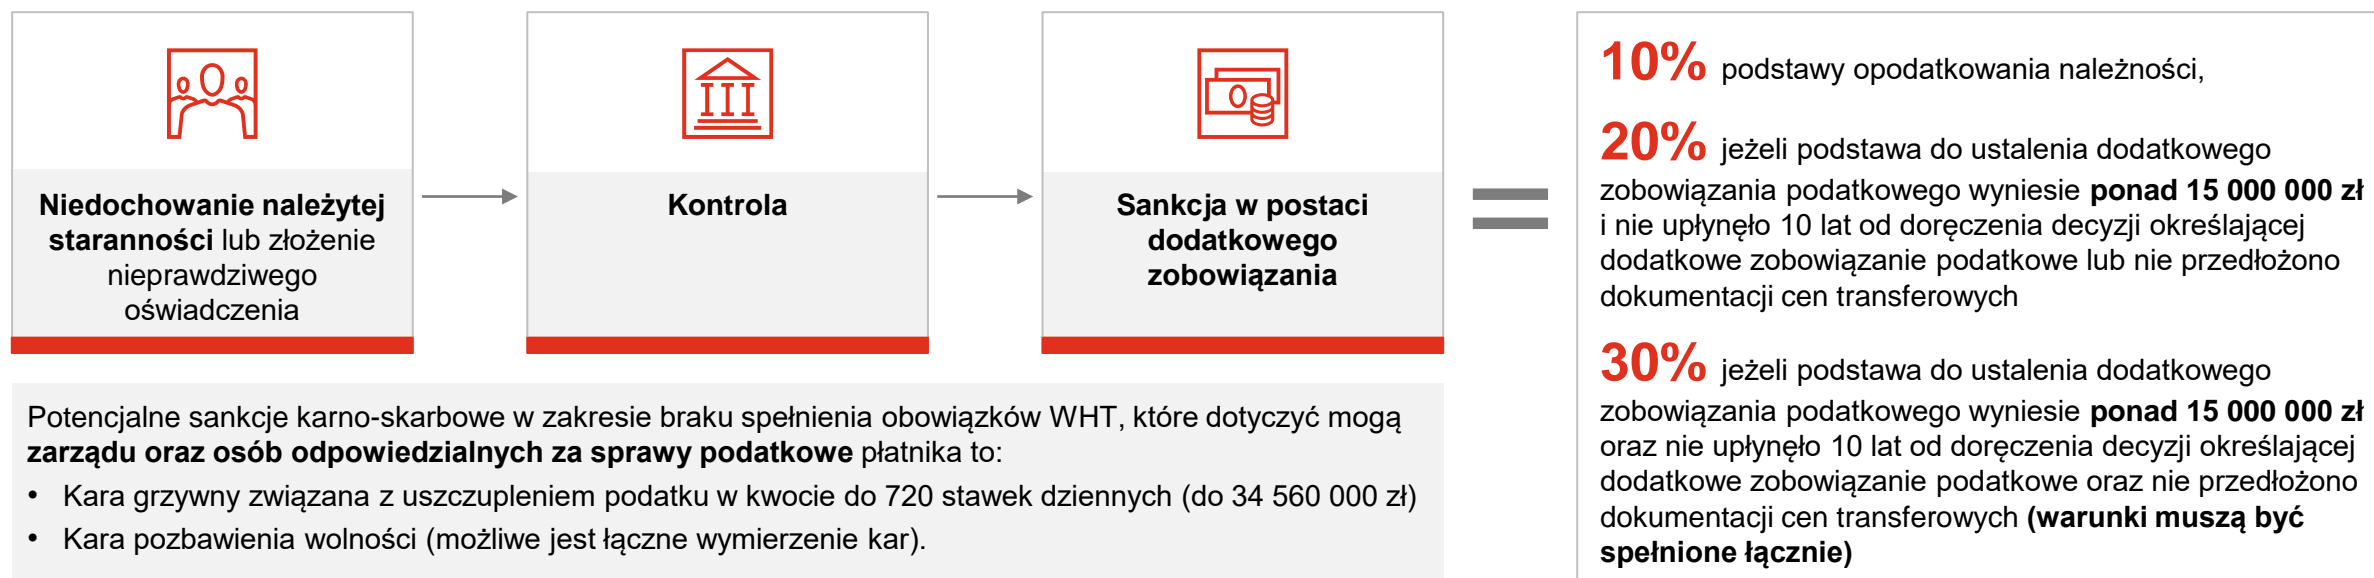 Niedochowanie należytej
staranności lub złożenie
nieprawdziwego
oświadczenia
Kontrola
Sankcja w postaci
dodatkowego
zobowiązania
10% podstawy opodatkowania należności,
20% jeżeli podstawa do ustalenia dodatkowego
zobowiązania podatkowego wyniesie ponad 15 000 000 zł
i nie upłynęło 10 lat od doręczenia decyzji określającej
dodatkowe zobowiązanie podatkowe lub nie przedłożono
dokumentacji cen transferowych
30% jeżeli podstawa do ustalenia dodatkowego
zobowiązania podatkowego wyniesie ponad 15 000 000 zł
oraz nie upłynęło 10 lat od doręczenia decyzji określającej
dodatkowe zobowiązanie podatkowe oraz nie przedłożono
dokumentacji cen transferowych (warunki muszą być
spełnione łącznie)
Potencjalne sankcje karno-skarbowe w zakresie braku spełnienia obowiązków WHT, które dotyczyć mogą
zarządu oraz osób odpowiedzialnych za sprawy podatkowe płatnika to:
• Kara grzywny związana z uszczupleniem podatku w kwocie do 720 stawek dziennych (do 34 560 000 zł)
• Kara pozbawienia wolności (możliwe jest łączne wymierzenie kar).